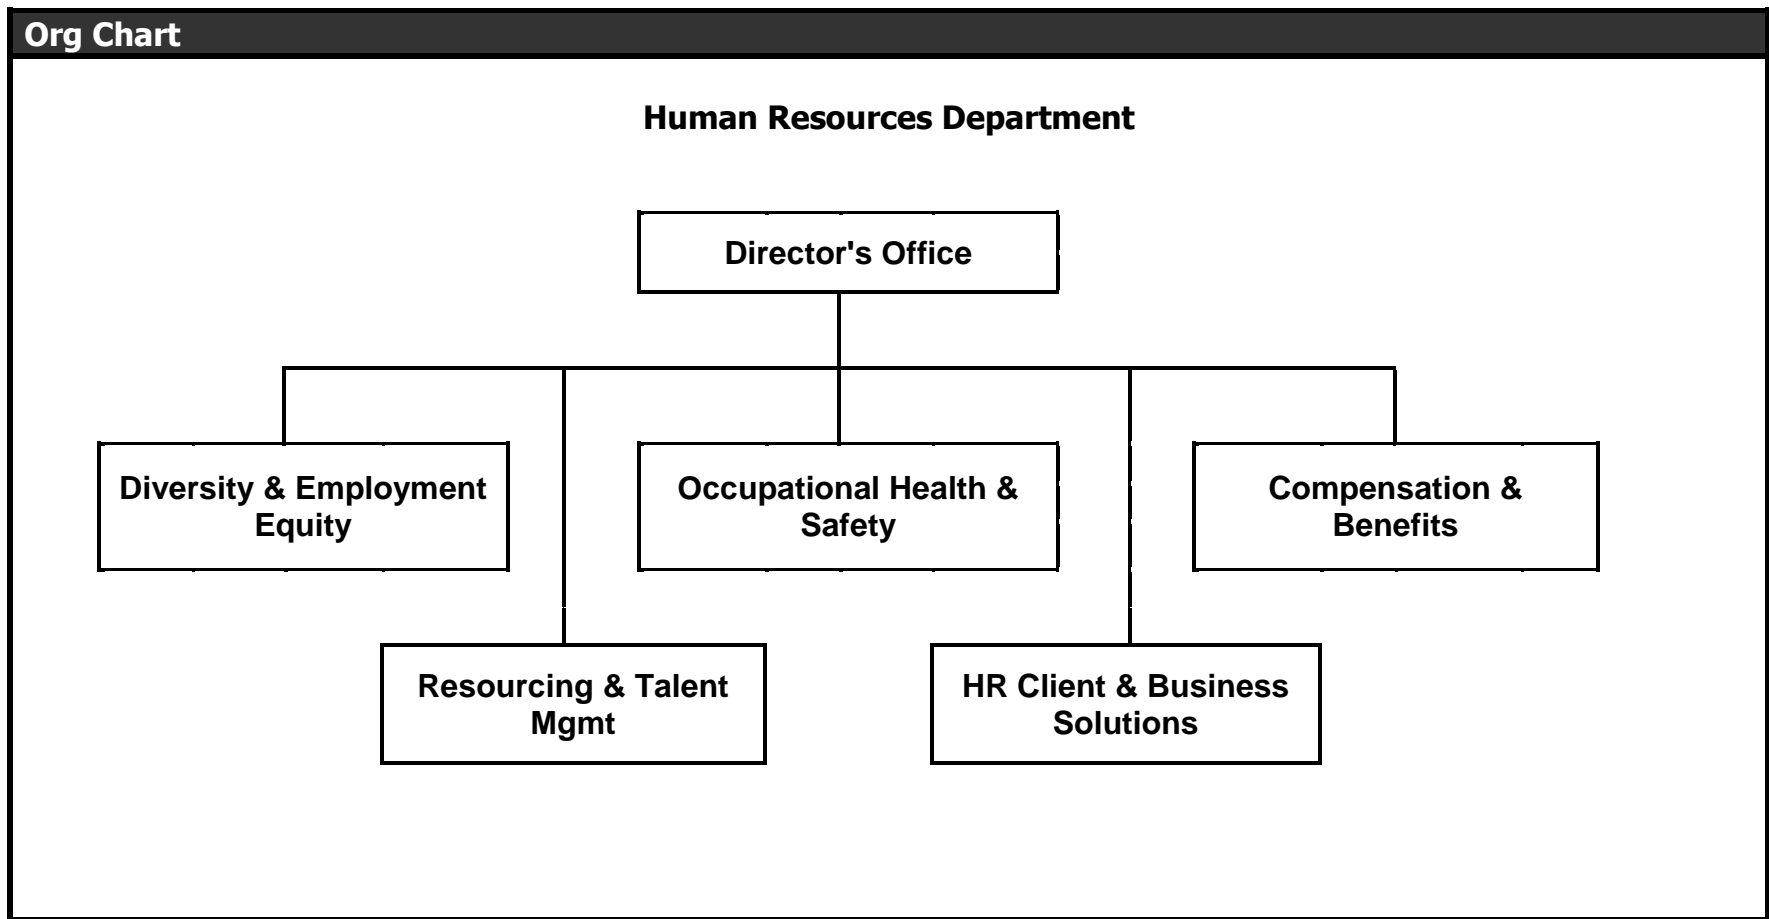 Org Chart
Human Resources Department
Director's Office
Diversity & Employment
Equity
Occupational Health &
Safety
Compensation &
Benefits
Resourcing & Talent
Mgmt
HR Client & Business
Solutions